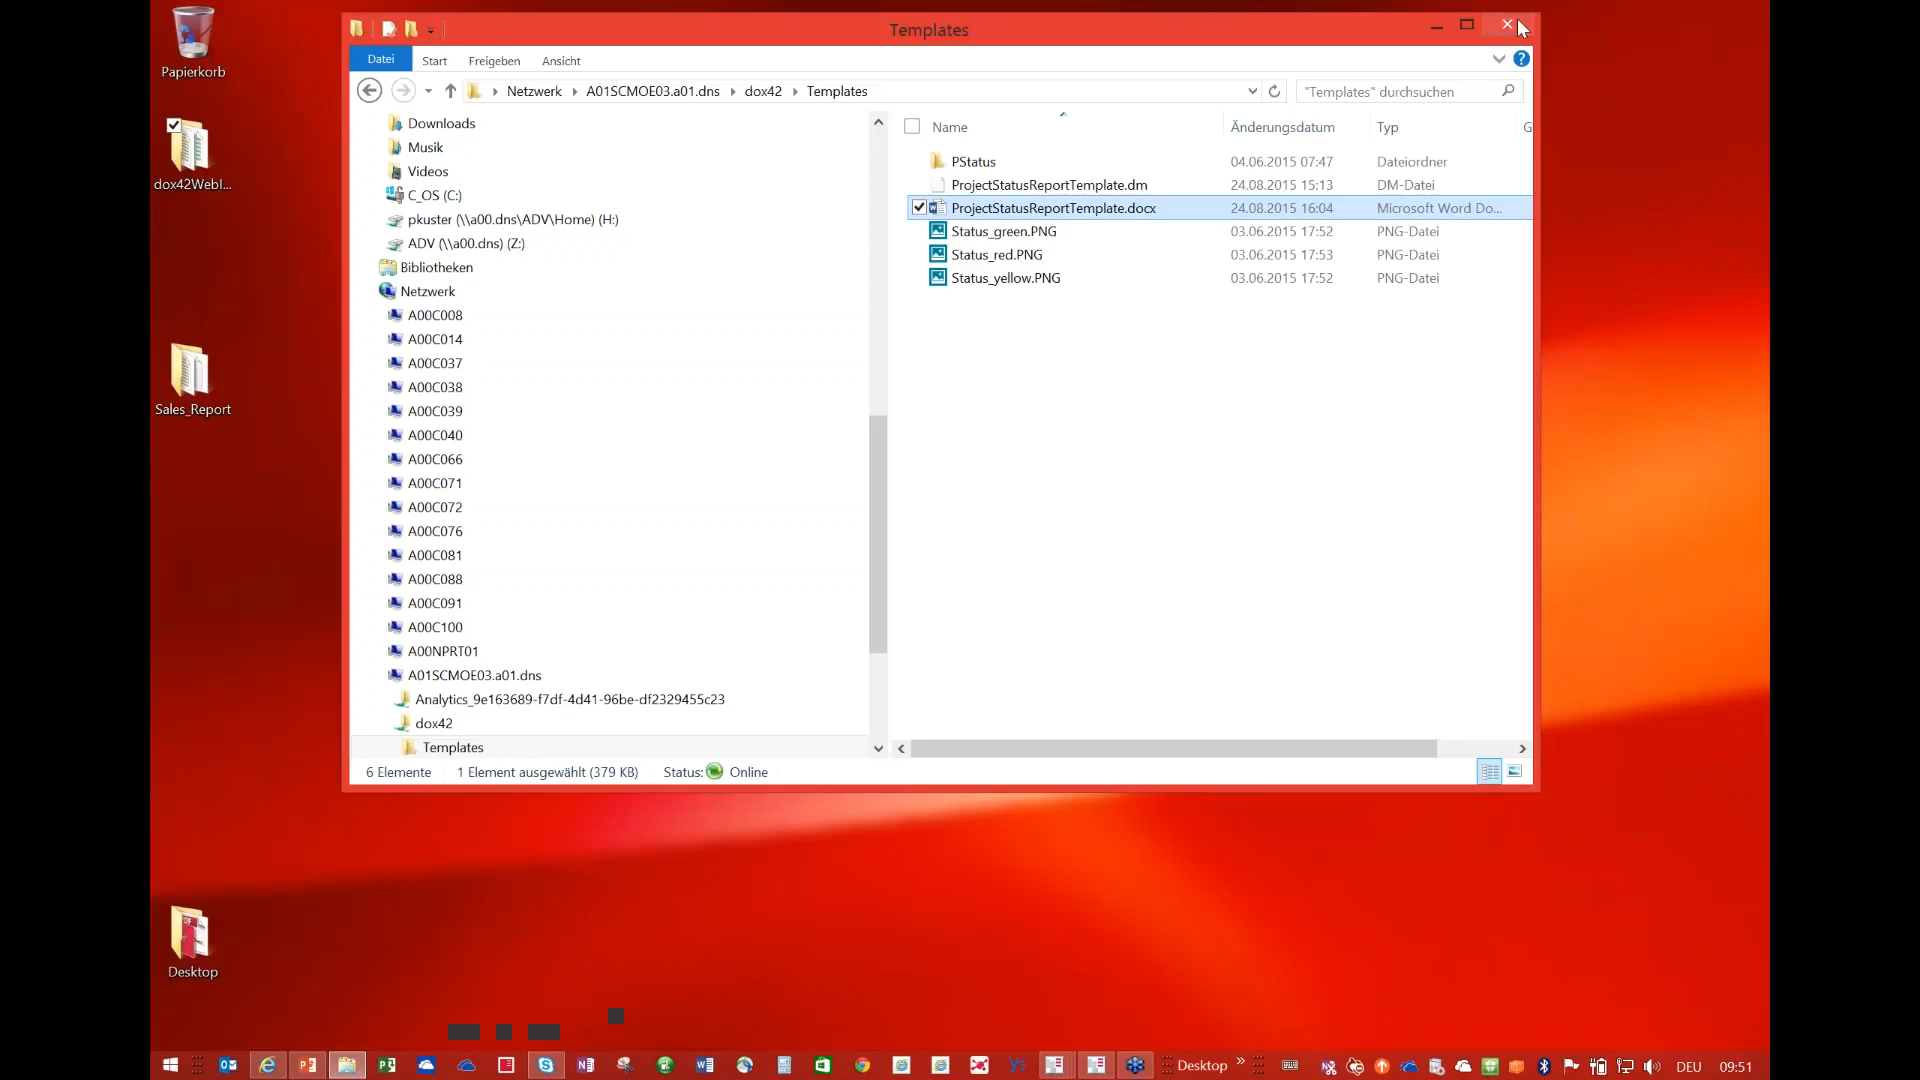 Papierkorb
dox42WebI...
Sales_Report
Desktop
Templates
Datei Start Freigeben Ansicht
Netzwerk A01SCMOE03.a01.dns dox42 Templates
"Templates" durchsuchen
Downloads
Musik
Videos
C_OS (C:)
pkuster (\\a00.dns\ADV\Home) (H:)
ADV (\\a00.dns) (Z:)
Bibliotheken
Netzwerk
A00C008
A00C014
A00C037
A00C038
A00C039
A00C040
A00C066
A00C071
A00C072
A00C076
A00C081
A00C088
A00C091
A00C100
A00NPRT01
A01SCMOE03.a01.dns
Analytics_9e163689-f7df-4d41-96be-df2329455c23
dox42
Templates
Name Änderungsdatum Typ G
PStatus 04.06.2015 07:47 Dateiordner
ProjectStatusReportTemplate.dm 24.08.2015 15:13 DM-Datei
ProjectStatusReportTemplate.docx 24.08.2015 16:04 Microsoft Word Do...
Status_green.PNG 03.06.2015 17:52 PNG-Datei
Status_red.PNG 03.06.2015 17:53 PNG-Datei
Status_yellow.PNG 03.06.2015 17:52 PNG-Datei
6 Elemente 1 Element ausgewählt (379 KB) Status: Online
Desktop » DEU 09:51